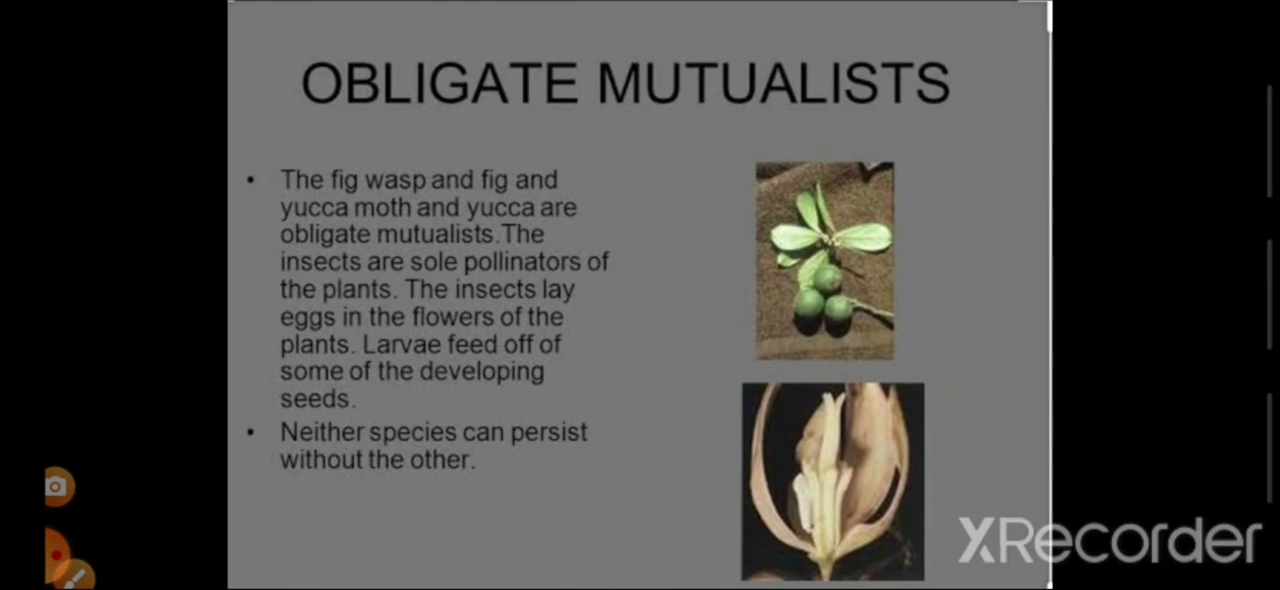 OBLIGATE MUTUALISTS
• The fig wasp and fig and
yucca moth and yucca are
obligate mutualists.The
insects are sole pollinators of
the plants. The insects lay
eggs in the flowers of the
plants. Larvae feed off of
some of the developing
seeds.
• Neither species can persist
without the other.
XRecorder